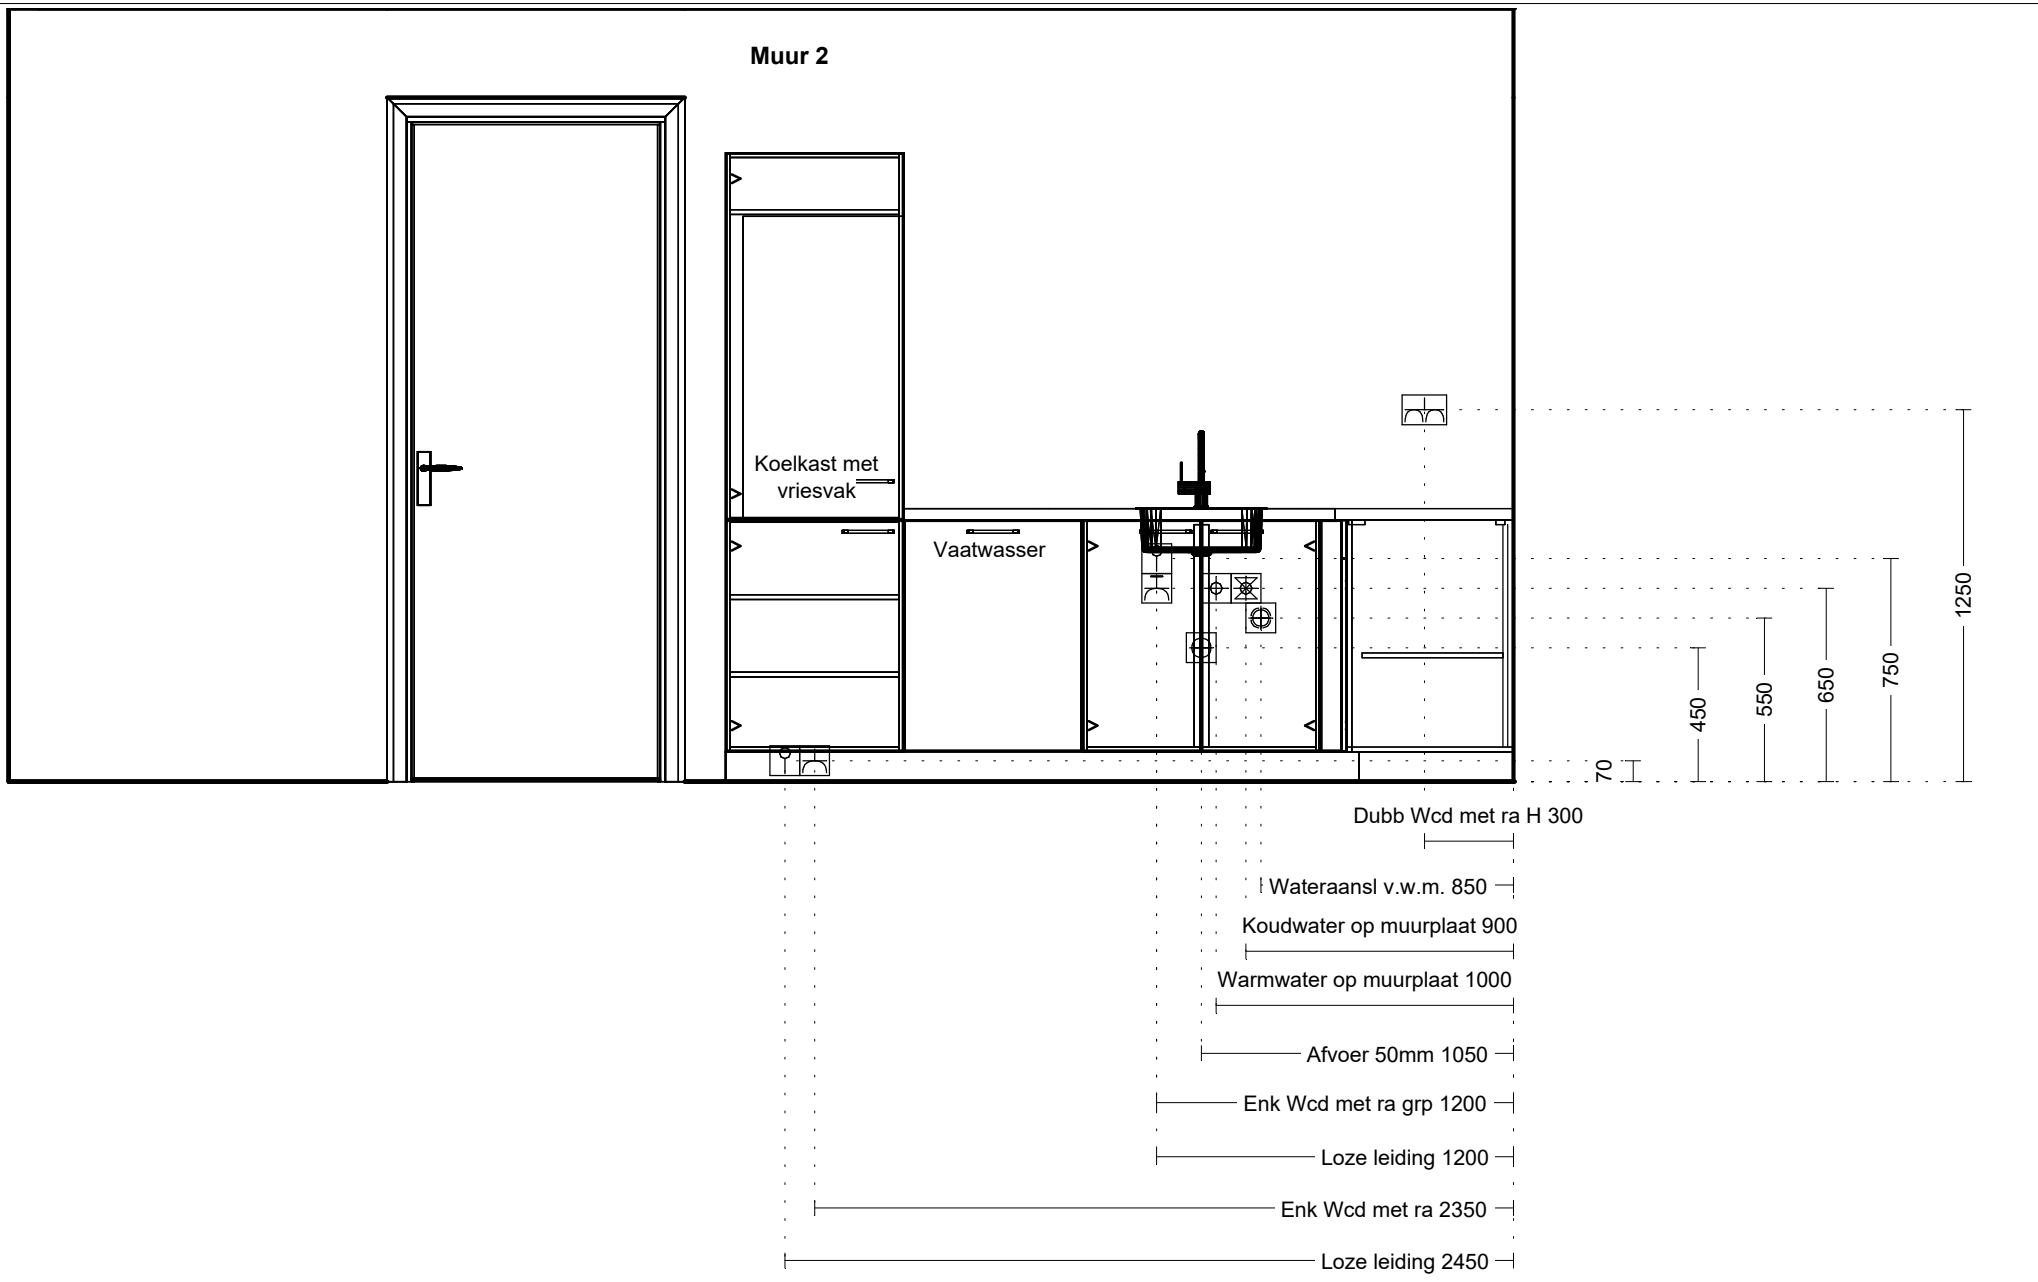 Muur 2
Koelkast met
vriesvak
Vaatwasser
1250
750
650
550
450
70
Dubb Wcd met ra H 300
Wateraansl v.w.m. 850
Koudwater op muurplaat 900
Warmwater op muurplaat 1000
Afvoer 50mm 1050
Enk Wcd met ra grp 1200
Loze leiding 1200
Enk Wcd met ra 2350
Loze leiding 2450